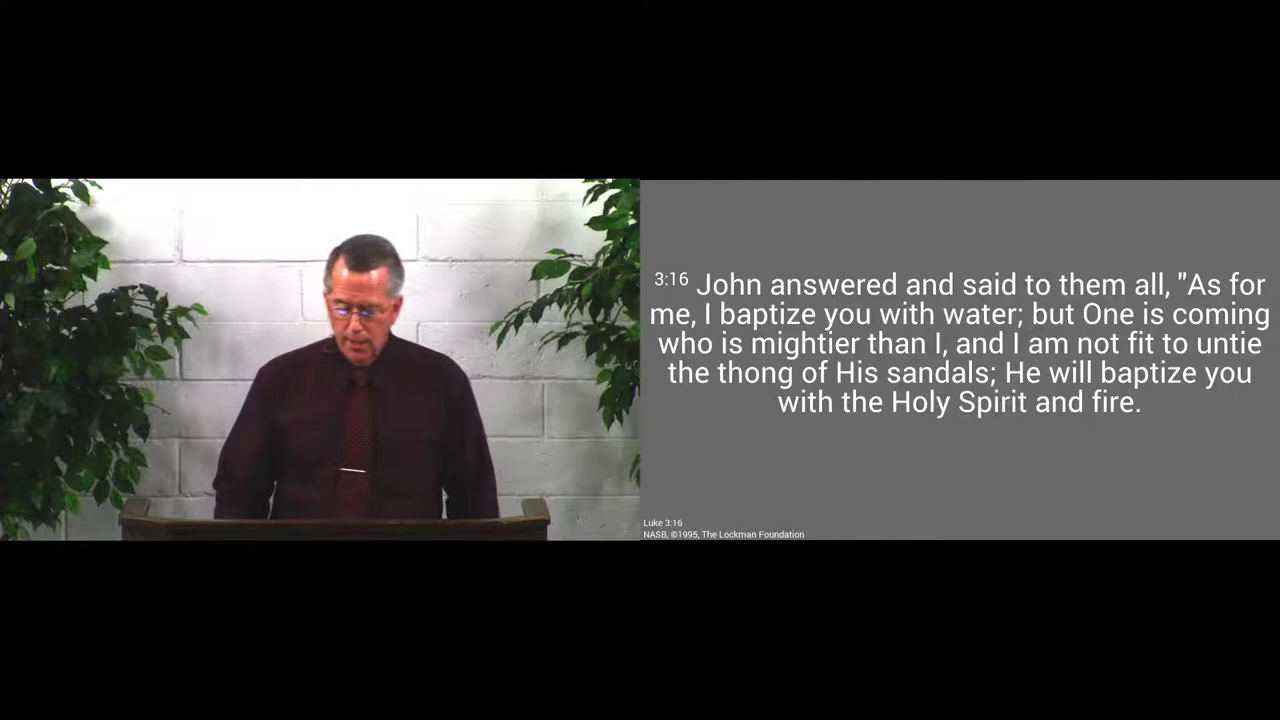 3:16 John answered and said to them all, "As for
me, I baptize you with water; but One is coming
who is mightier than I, and I am not fit to untie
the thong of His sandals; He will baptize you
with the Holy Spirit and fire.
Luke 3:16
NASB, ©1995, The Lockman Foundation